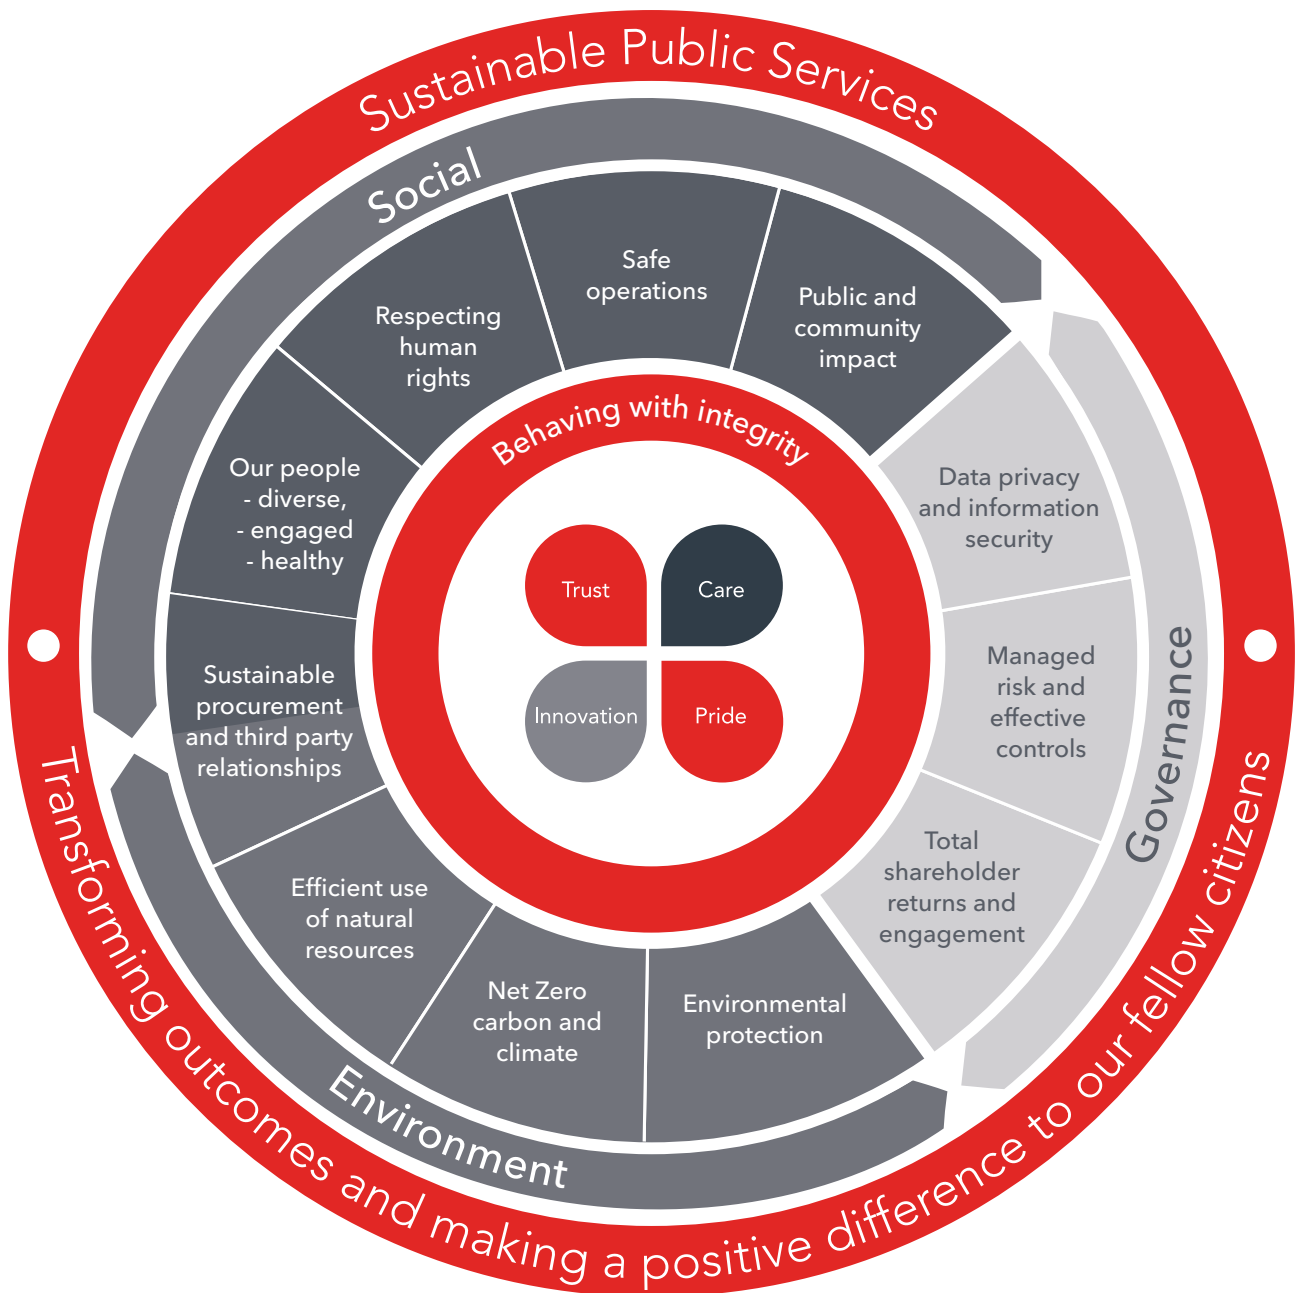 Sustainable Public Services
Social
Safe
operations
Public and
community
impact
Respecting
human
rights
Our people
- diverse,
- engaged
- healthy
Sustainable
procurement
and third party
relationships
Behaving with integrity
Trust
Care
Innovation
Pride
Data privacy
and information
security
Managed
risk and
effective
controls
Total
shareholder
returns and
engagement
Governance
Efficient use
of natural
resources
Net Zero
carbon and
climate
Environmental
protection
Environment
Transforming outcomes and making a positive difference to our fellow citizens